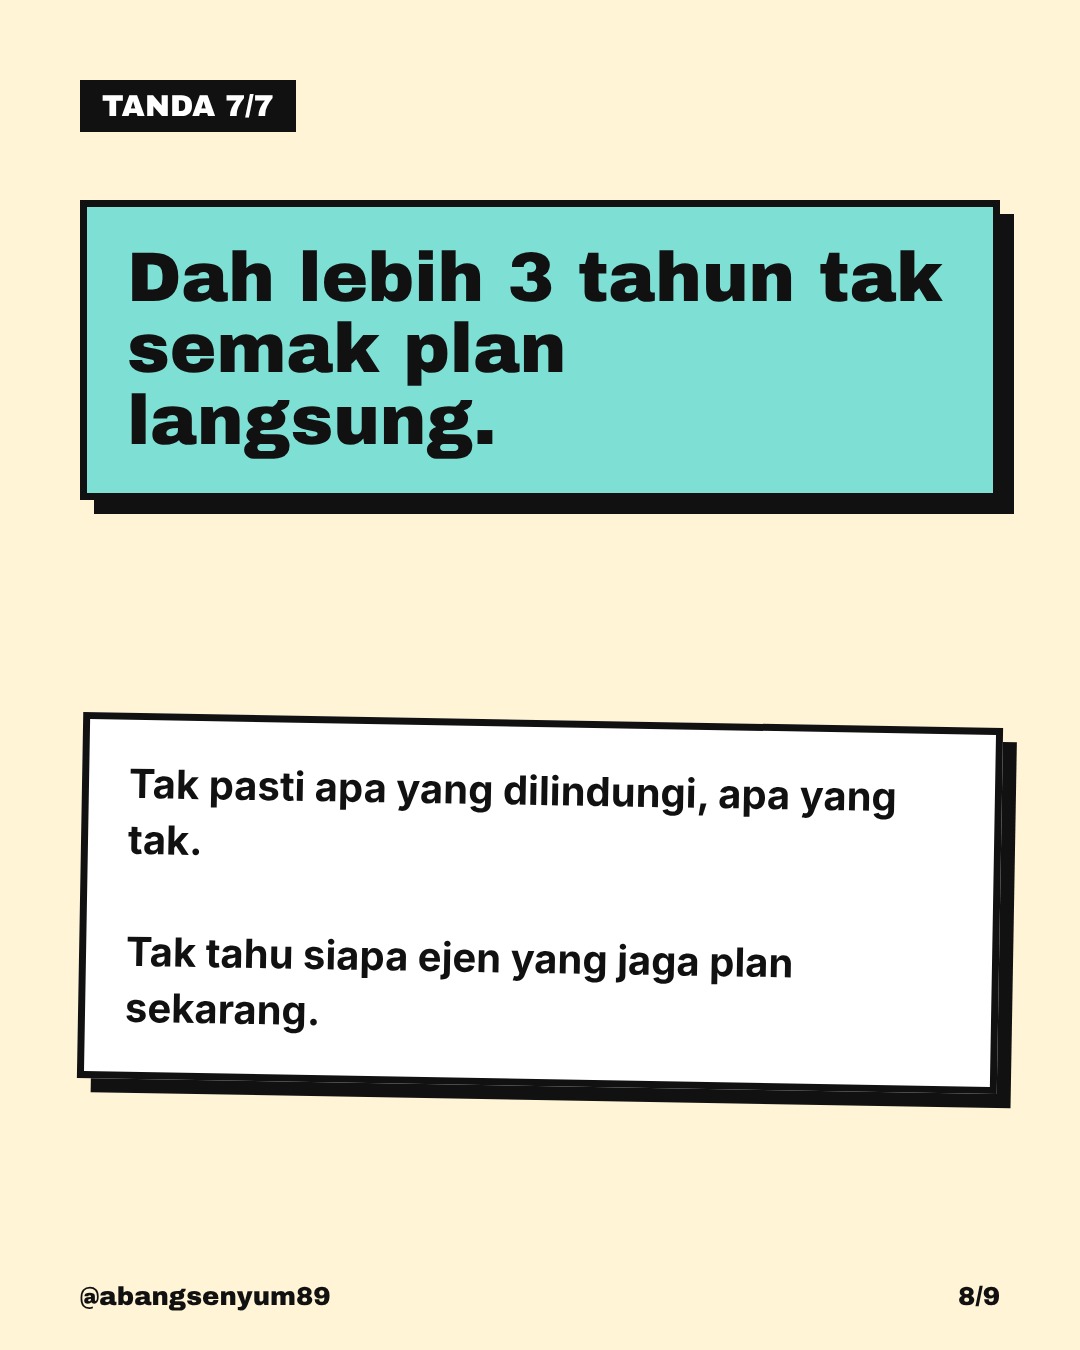 TANDA 7/7
Dah lebih 3 tahun tak
semak plan
langsung.
Tak pasti apa yang dilindungi, apa yang
tak.
Tak tahu siapa ejen yang jaga plan
sekarang.
@abangsenyum89
8/9